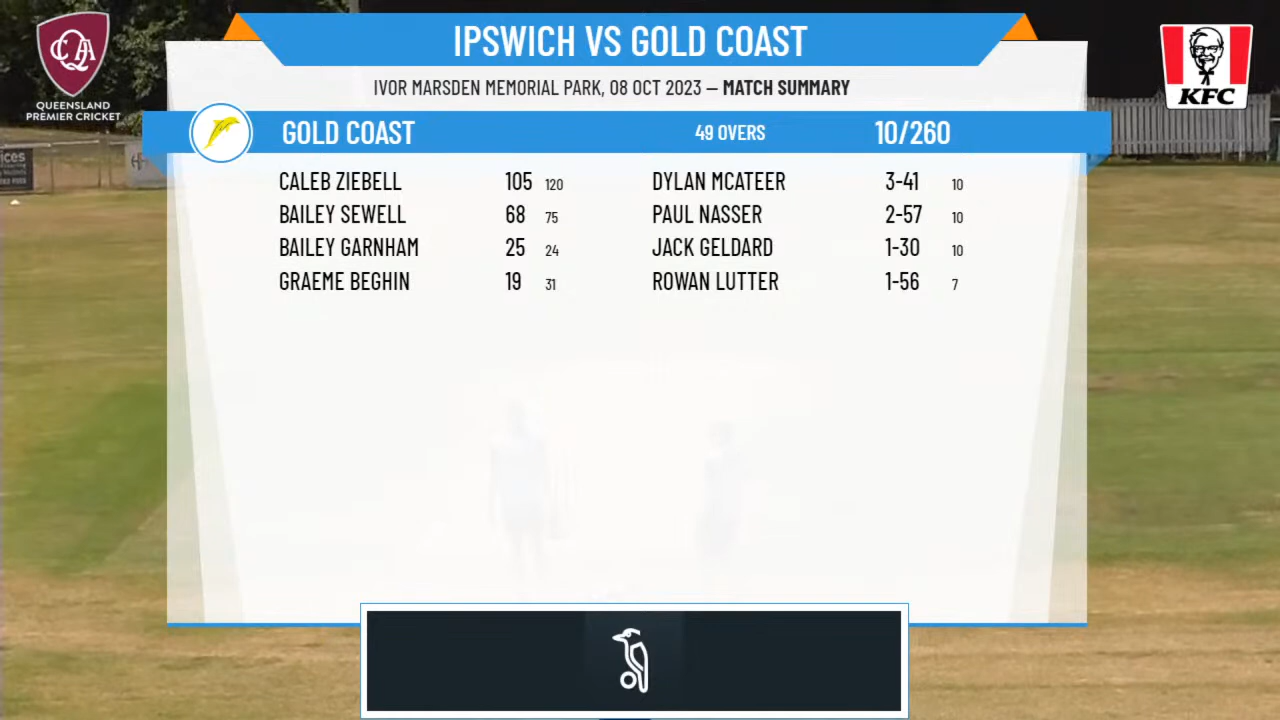 IPSWICH VS GOLD COAST
IVOR MARSDEN MEMORIAL PARK, 08 OCT 2023 – MATCH SUMMARY
CQA
QUEENSLAND
PREMIER CRICKET
KFC
GOLD COAST 49 OVERS 10/260
CALEB ZIEBELL 105 120 DYLAN MCATEER 3-41 10
BAILEY SEWELL 68 75 PAUL NASSER 2-57 10
BAILEY GARNHAM 25 24 JACK GELDARD 1-30 10
GRAEME BEGHIN 19 31 ROWAN LUTTER 1-56 7